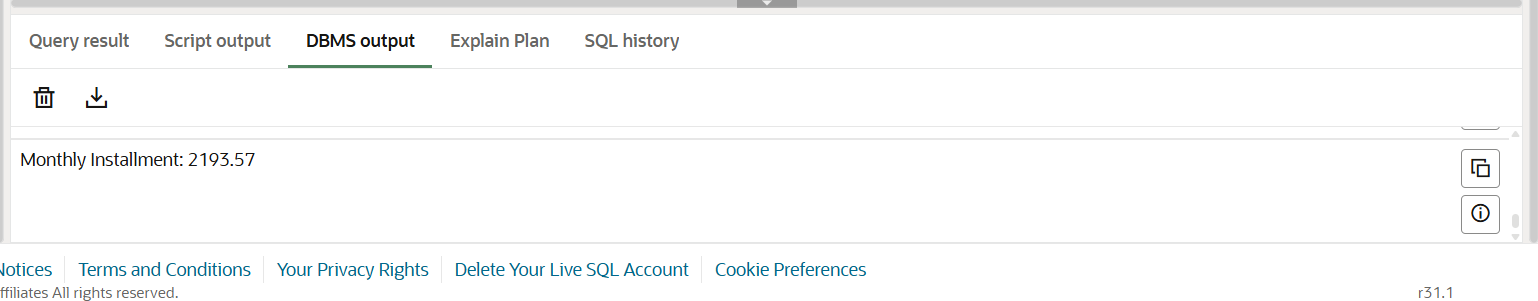 Query result Script output DBMS output Explain Plan SQL history
Monthly Installment: 2193.57
Notices Terms and Conditions Your Privacy Rights Delete Your Live SQL Account Cookie Preferences
ffiliates All rights reserved. r31.1